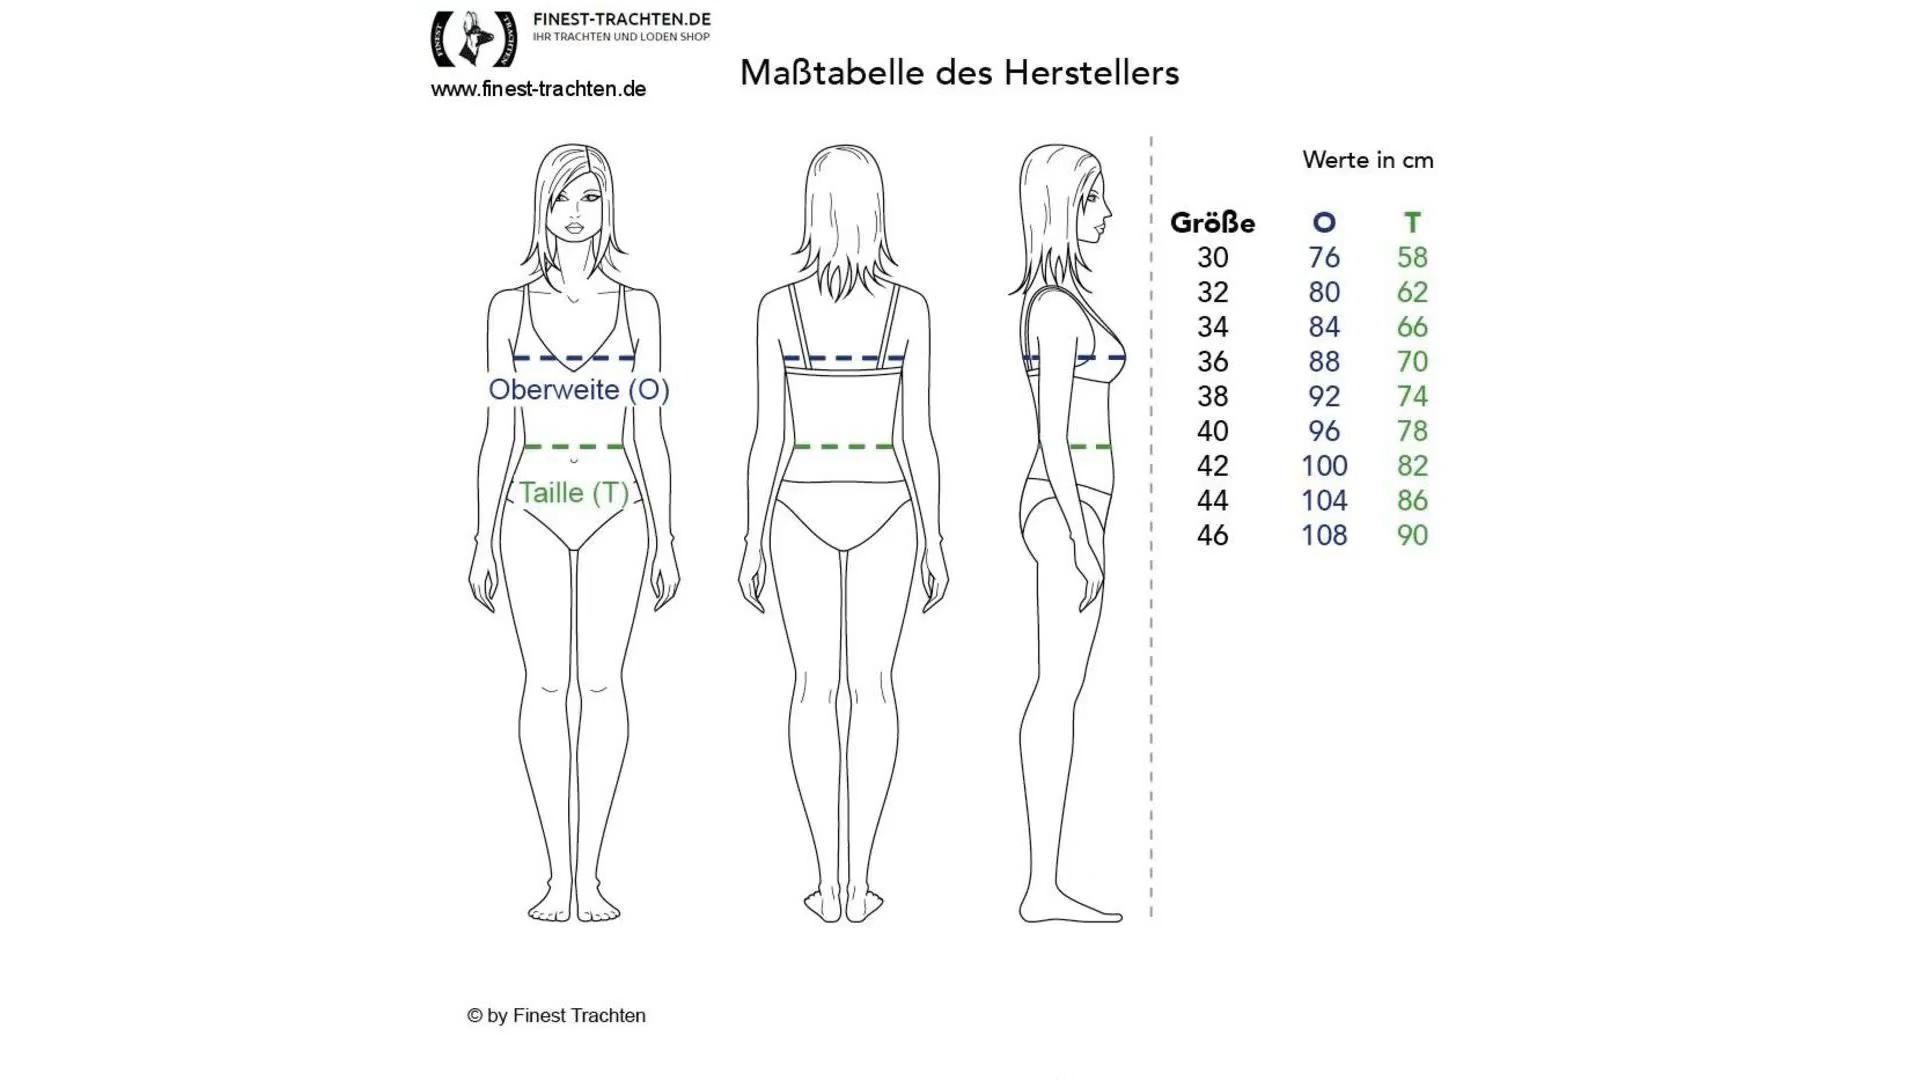 FINEST TRACHTEN
FINEST-TRACHTEN.DE
IHR TRACHTEN UND LODEN SHOP
www.finest-trachten.de
Maßtabelle des Herstellers
Oberweite (O)
Taille (T)
Werte in cm
Größe O T
30 76 58
32 80 62
34 84 66
36 88 70
38 92 74
40 96 78
42 100 82
44 104 86
46 108 90
© by Finest Trachten